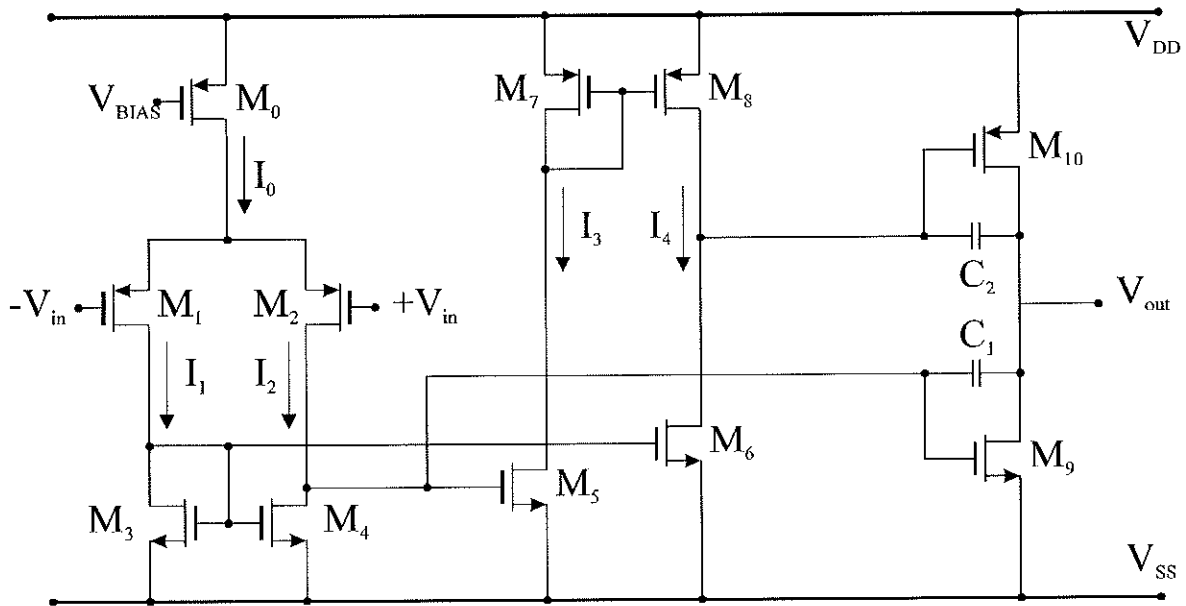 V_DD
M_7
M_8
V_BIAS
M_0
M_10
I_0
I_3
I_4
C_2
-V_in
M_1
M_2
+V_in
V_out
C_1
I_1
I_2
M_6
M_9
M_5
M_3
M_4
V_SS